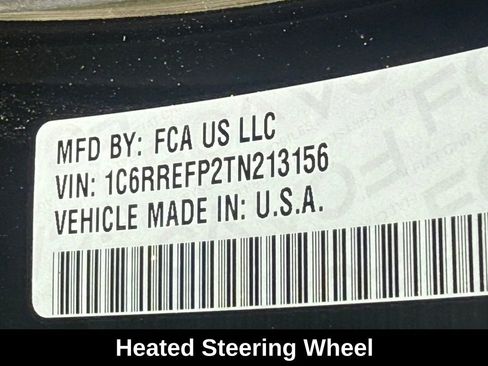 MFD BY: FCA US LLC
VIN: 1C6RREFP2TN213156
VEHICLE MADE IN: U.S.A.
Heated Steering Wheel